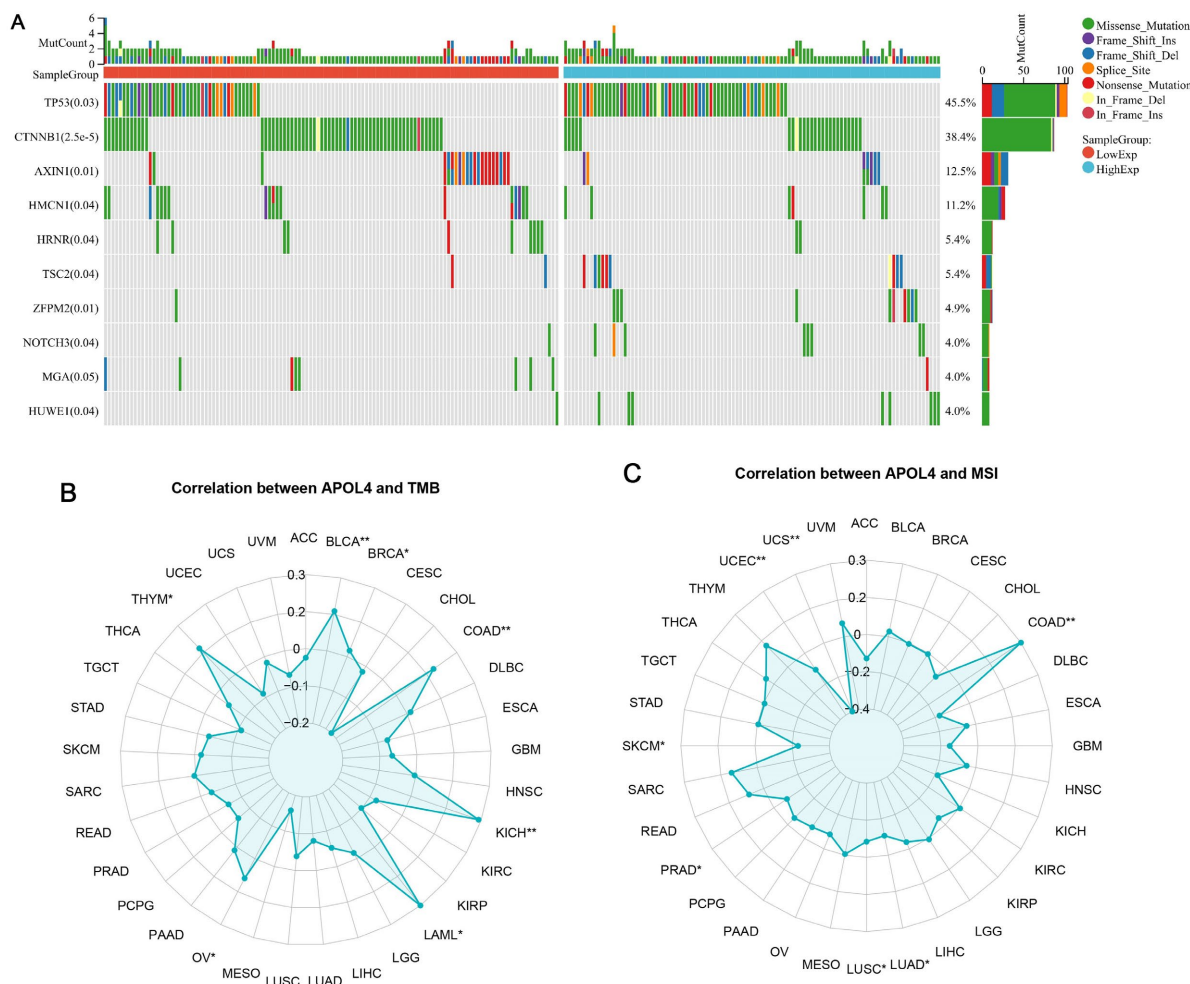 A
6
4
2
0
MutCount
SampleGroup
TP53(0.03)
CTNNB1(2.5e-5)
AXIN1(0.01)
HMCN1(0.04)
HRNR(0.04)
TSC2(0.04)
ZFPM2(0.01)
NOTCH3(0.04)
MGA(0.05)
HUWE1(0.04)
45.5%
38.4%
12.5%
11.2%
5.4%
5.4%
4.9%
4.0%
4.0%
4.0%
MutCount
0 50 100
Missense_Mutation
Frame_Shift_Ins
Frame_Shift_Del
Splice_Site
Nonsense_Mutation
In_Frame_Del
In_Frame_Ins
SampleGroup:
LowExp
HighExp
B
Correlation between APOL4 and TMB
ACC
BLCA**
BRCA*
CESC
CHOL
COAD**
DLBC
ESCA
GBM
HNSC
KICH**
KIRC
KIRP
LAML*
LGG
LIHC
LUAD
LUSC
MESO
OV*
PAAD
PCPG
PRAD
READ
SARC
SKCM
STAD
TGCT
THCA
THYM*
UCEC
UCS
UVM
0.3
0.2
0
−0.1
−0.2
C
Correlation between APOL4 and MSI
ACC
BLCA
BRCA
CESC
CHOL
COAD**
DLBC
ESCA
GBM
HNSC
KICH
KIRC
KIRP
LGG
LIHC
LUAD*
LUSC*
MESO
OV
PAAD
PCPG
PRAD*
READ
SARC
SKCM*
STAD
TGCT
THCA
THYM
UCEC**
UCS**
UVM
0.3
0.2
0
−0.2
−0.4